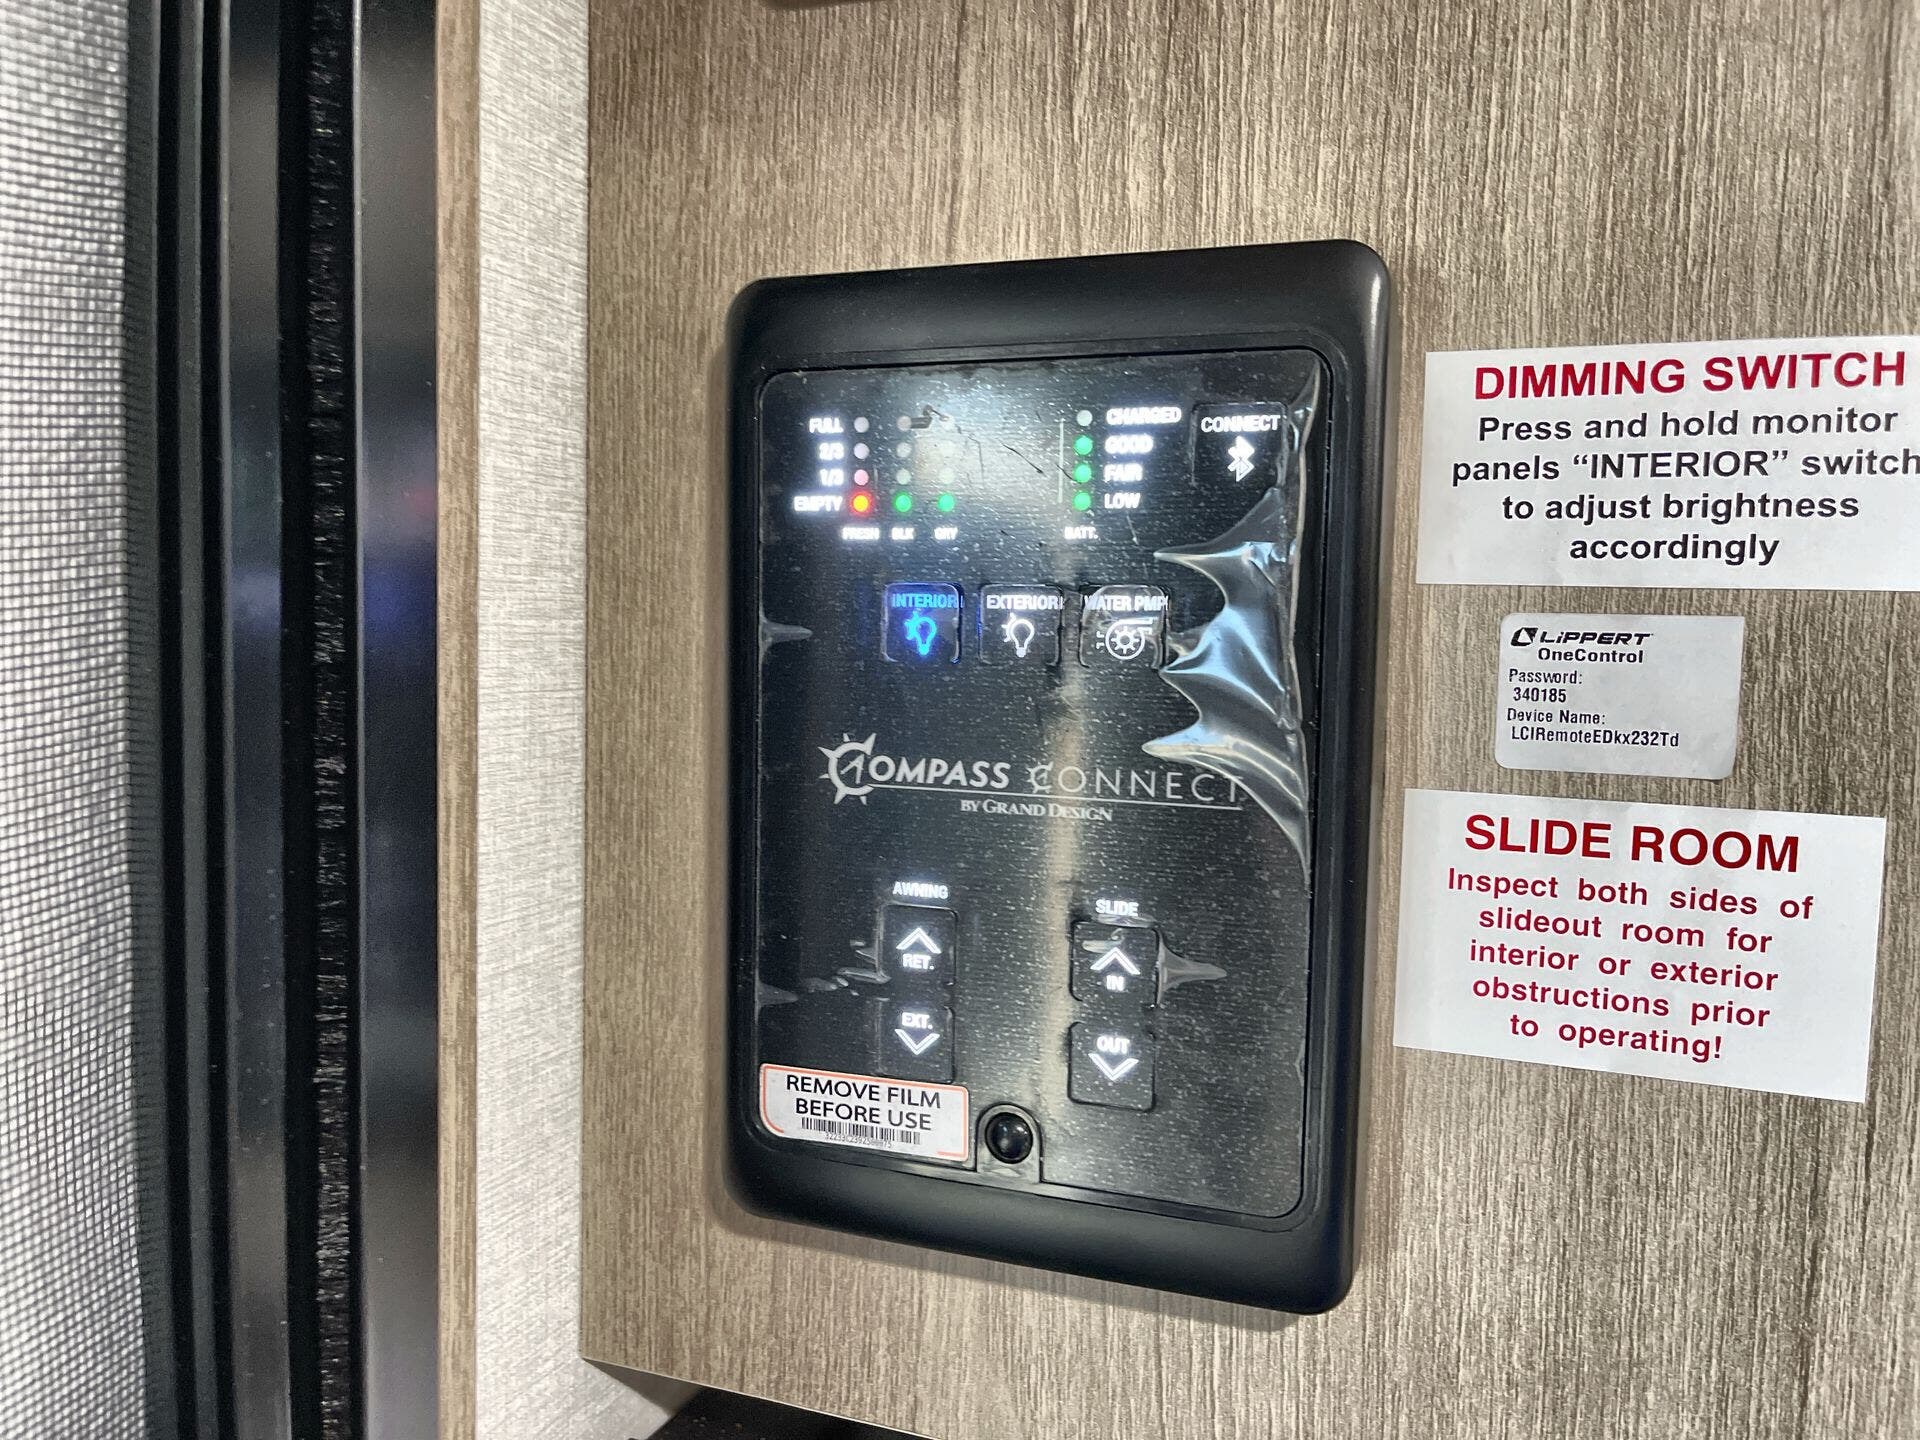 FULL
2/3
1/3
EMPTY
FRESH BLK GRY
CHARGED
GOOD
FAIR
LOW
BATT.
CONNECT
INTERIOR
EXTERIOR
WATER PMP
COMPASS CONNECT
BY GRAND DESIGN
AWNING
RET.
EXT.
SLIDE
IN
OUT
REMOVE FILM
BEFORE USE
DIMMING SWITCH
Press and hold monitor
panels “INTERIOR” switch
to adjust brightness
accordingly
LIPPERT
OneControl
Password:
340185
Device Name:
LCIRemoteEDkx232Td
SLIDE ROOM
Inspect both sides of
slideout room for
interior or exterior
obstructions prior
to operating!